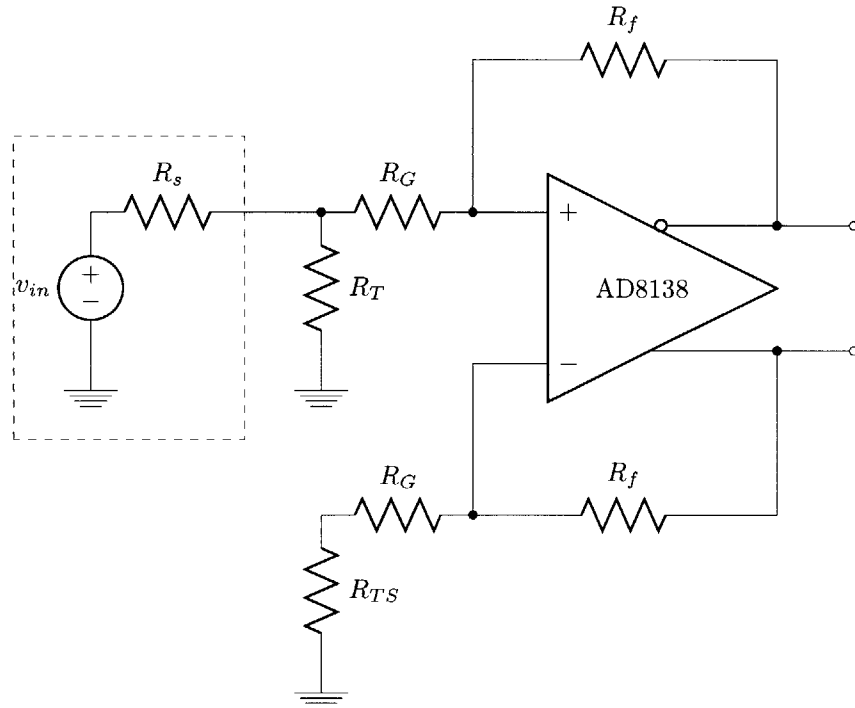 R_f
R_s
R_G
+
+
v_in
−
R_T
AD8138
−
R_G
R_f
R_TS